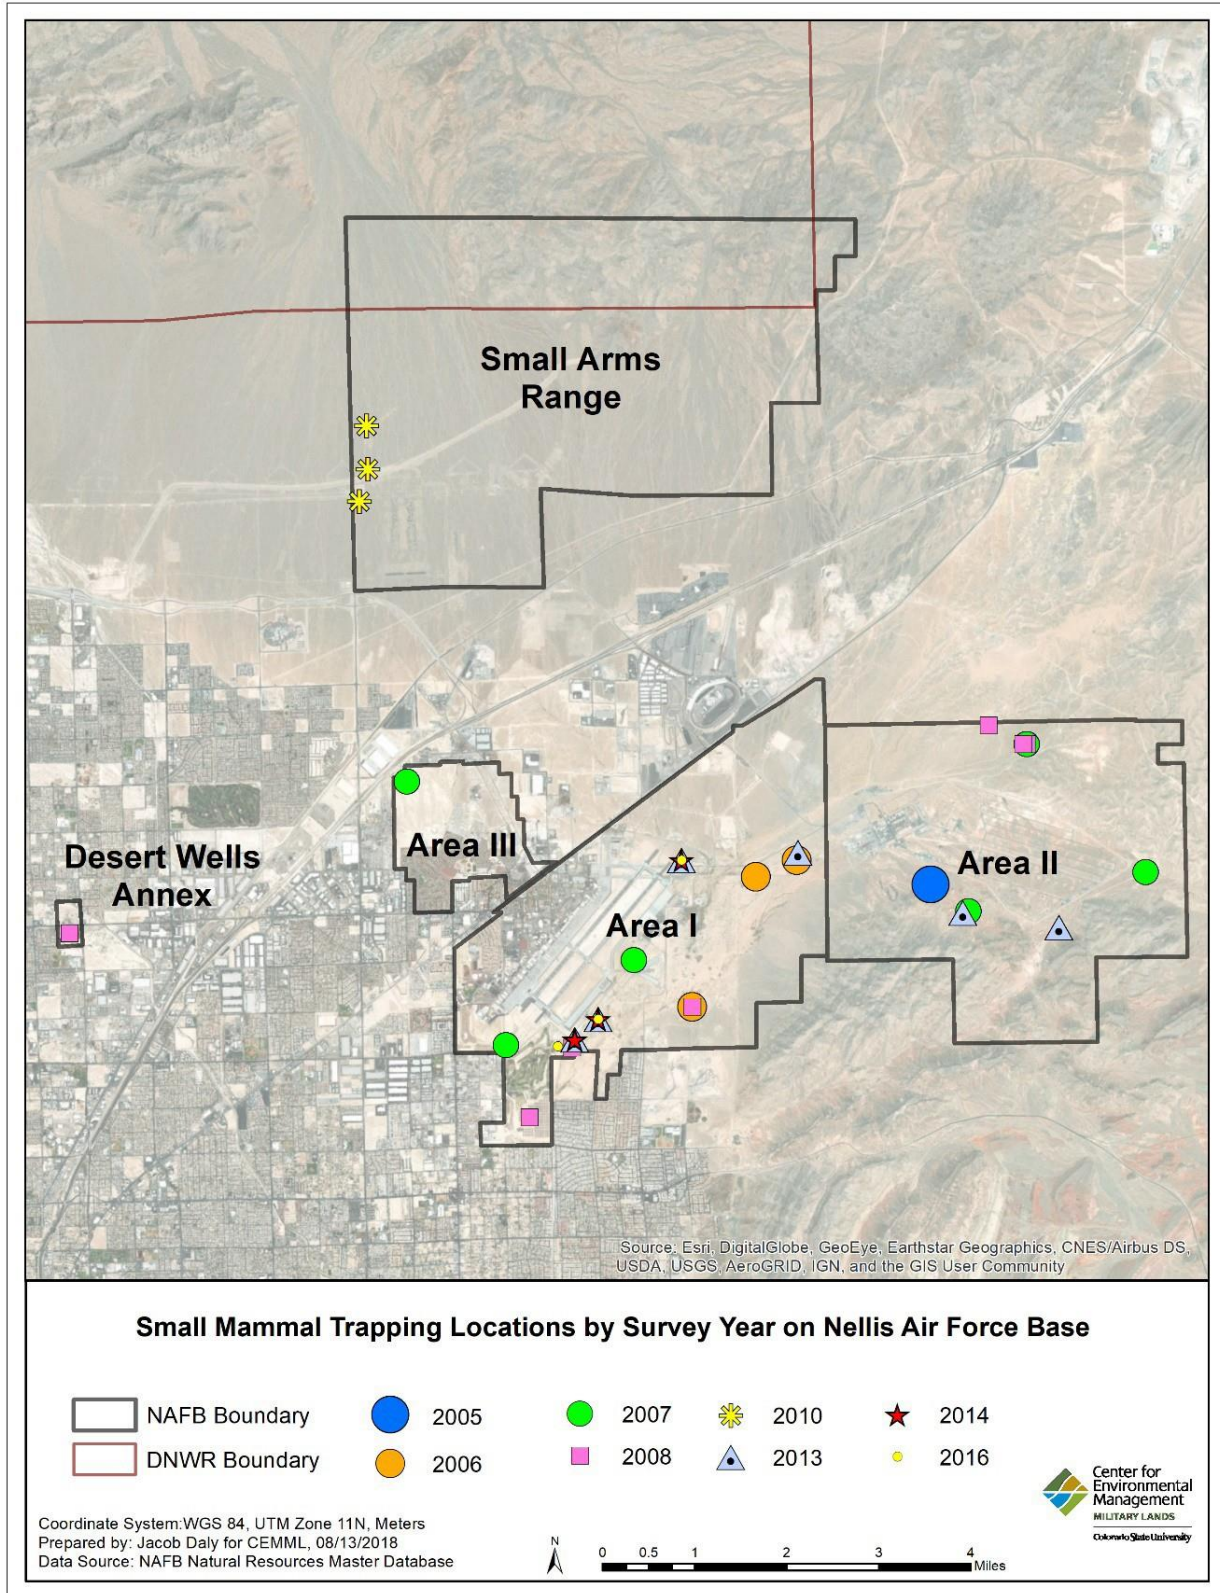 Small Arms
Range
Desert Wells
Annex
Area III
Area I
Area II
Source: Esri, DigitalGlobe, GeoEye, Earthstar Geographics, CNES/Airbus DS,
USDA, USGS, AeroGRID, IGN, and the GIS User Community
Small Mammal Trapping Locations by Survey Year on Nellis Air Force Base
NAFB Boundary 2005 2007 2010 2014
DNWR Boundary 2006 2008 2013 2016
Coordinate System:WGS 84, UTM Zone 11N, Meters
Prepared by: Jacob Daly for CEMML, 08/13/2018
Data Source: NAFB Natural Resources Master Database
N
0 0.5 1 2 3 4
Miles
Center for
Environmental
Management
MILITARY LANDS
Colorado State University